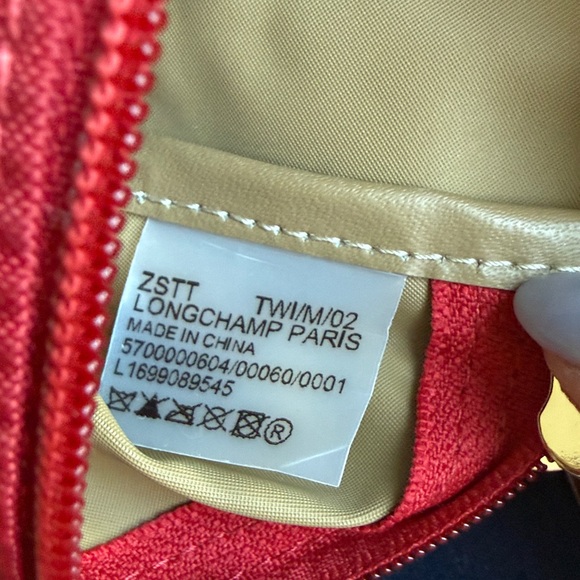 ZSTT TWI/M/02
LONGCHAMP PARIS
MADE IN CHINA
5700000604/00060/0001
L1699089545
®